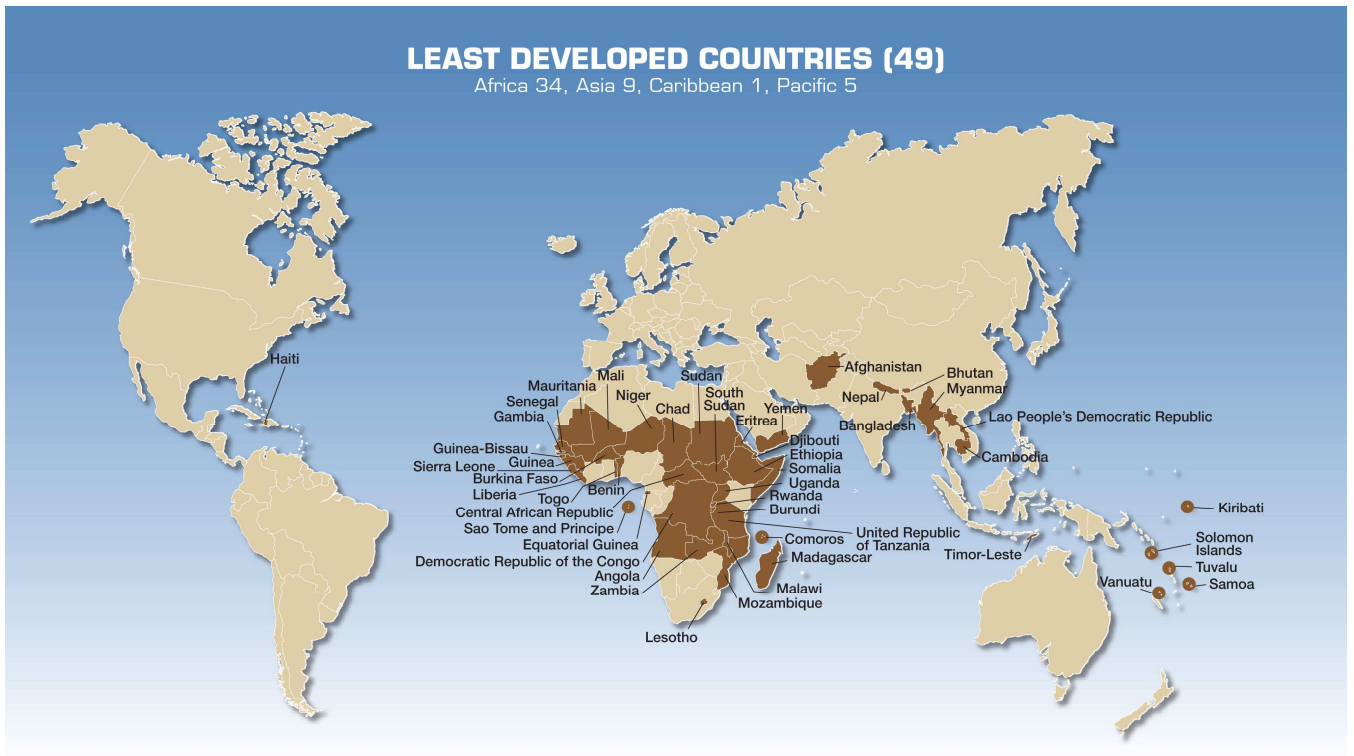 LEAST DEVELOPED COUNTRIES (49)
Africa 34, Asia 9, Caribbean 1, Pacific 5
Haiti
Mali
Sudan
Mauritania
Niger
South
Sudan
Senegal
Chad
Yemen
Gambia
Eritrea
Guinea-Bissau
Djibouti
Guinea
Ethiopia
Sierra Leone
Somalia
Burkina Faso
Uganda
Liberia
Benin
Rwanda
Togo
Central African Republic
Burundi
Sao Tome and Principe
United Republic
of Tanzania
Equatorial Guinea
Comoros
Democratic Republic of the Congo
Madagascar
Angola
Zambia
Malawi
Mozambique
Lesotho
Afghanistan
Bhutan
Nepal
Myanmar
Bangladesh
Lao People's Democratic Republic
Cambodia
Timor-Leste
Kiribati
Solomon
Islands
Tuvalu
Vanuatu
Samoa